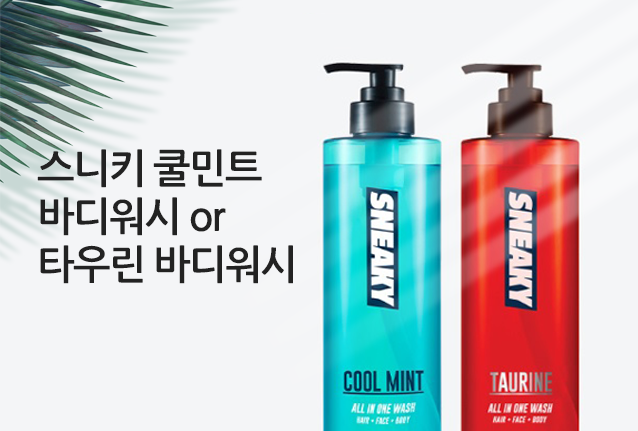 스니키 쿨민트
바디워시 or
타우린 바디워시
SNEAKY
COOL MINT
ALL IN ONE WASH
HAIR + FACE + BODY
SNEAKY
TAURINE
ALL IN ONE WASH
HAIR + FACE + BODY